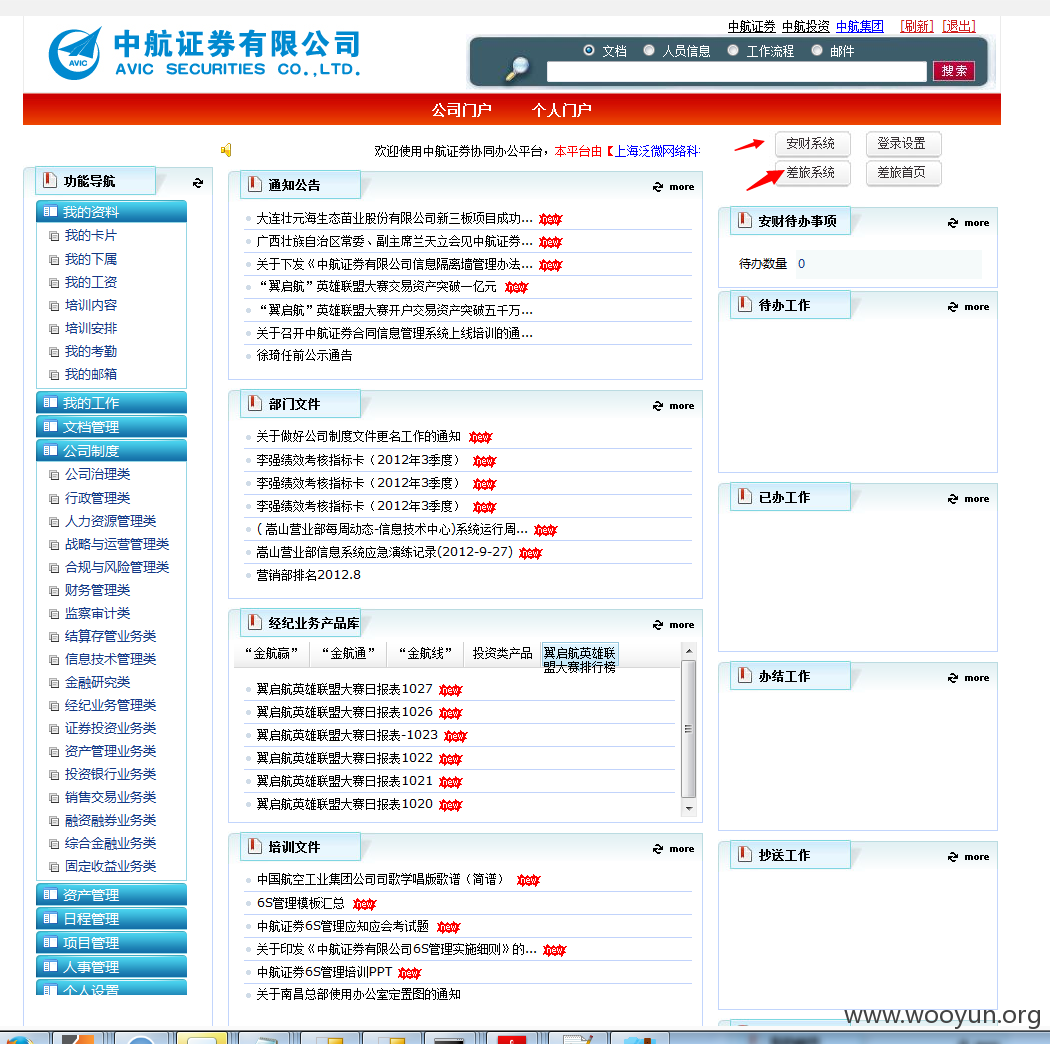 中航证券 中航投资 中航集团 [刷新] [退出]
中航证券有限公司
AVIC
AVIC SECURITIES CO.,LTD.
文档 人员信息 工作流程 邮件
搜索
公司门户 个人门户
欢迎使用中航证券协同办公平台，本平台由【上海泛微网络科
安财系统 登录设置
差旅系统 差旅首页
功能导航
我的资料
我的卡片
我的下属
我的工资
培训内容
培训安排
我的考勤
我的邮箱
我的工作
文档管理
公司制度
公司治理类
行政管理类
人力资源管理类
战略与运营管理类
合规与风险管理类
财务管理类
监察审计类
结算存管业务类
信息技术管理类
金融研究类
经纪业务管理类
证券投资业务类
资产管理业务类
投资银行业务类
销售交易业务类
融资融券业务类
综合金融业务类
固定收益业务类
资产管理
日程管理
项目管理
人事管理
个人设置
通知公告 more
大连壮元海生态苗业股份有限公司新三板项目成功... new
广西壮族自治区常委、副主席兰天立会见中航证券... new
关于下发《中航证券有限公司信息隔离墙管理办法... new
“翼启航”英雄联盟大赛交易资产突破一亿元 new
“翼启航”英雄联盟大赛开户交易资产突破五千万...
关于召开中航证券合同信息管理系统上线培训的通...
徐琦任前公示通告
部门文件 more
关于做好公司制度文件更名工作的通知 new
李强绩效考核指标卡（2012年3季度） new
李强绩效考核指标卡（2012年3季度） new
李强绩效考核指标卡（2012年3季度） new
(嵩山营业部每周动态-信息技术中心)系统运行周... new
嵩山营业部信息系统应急演练记录(2012-9-27) new
营销部排名2012.8
经纪业务产品库 more
“金航赢” “金航通” “金航线” 投资类产品 翼启航英雄联
盟大赛排行榜
翼启航英雄联盟大赛日报表1027 new
翼启航英雄联盟大赛日报表1026 new
翼启航英雄联盟大赛日报表-1023 new
翼启航英雄联盟大赛日报表1022 new
翼启航英雄联盟大赛日报表1021 new
翼启航英雄联盟大赛日报表1020 new
培训文件 more
中国航空工业集团公司司歌学唱版歌谱（简谱） new
6S管理模板汇总 new
中航证券6S管理应知应会考试题 new
关于印发《中航证券有限公司6S管理实施细则》的... new
中航证券6S管理培训PPT new
关于南昌总部使用办公室定置图的通知
安财待办事项 more
待办数量 0
待办工作 more
已办工作 more
办结工作 more
抄送工作 more
www.wooyun.org